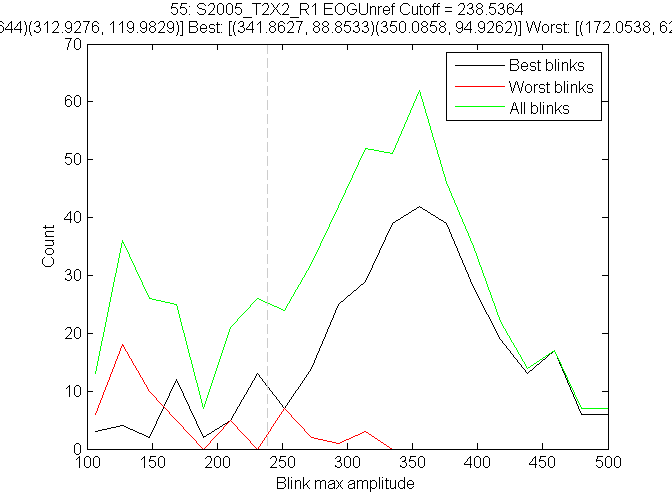 55: S2005_T2X2_R1 EOGUnref Cutoff = 238.5364
644)(312.9276, 119.9829)] Best: [(341.8627, 88.8533)(350.0858, 94.9262)] Worst: [(172.0538, 62
70
60
50
40
30
20
10
0
Count
Best blinks
Worst blinks
All blinks
100 150 200 250 300 350 400 450 500
Blink max amplitude